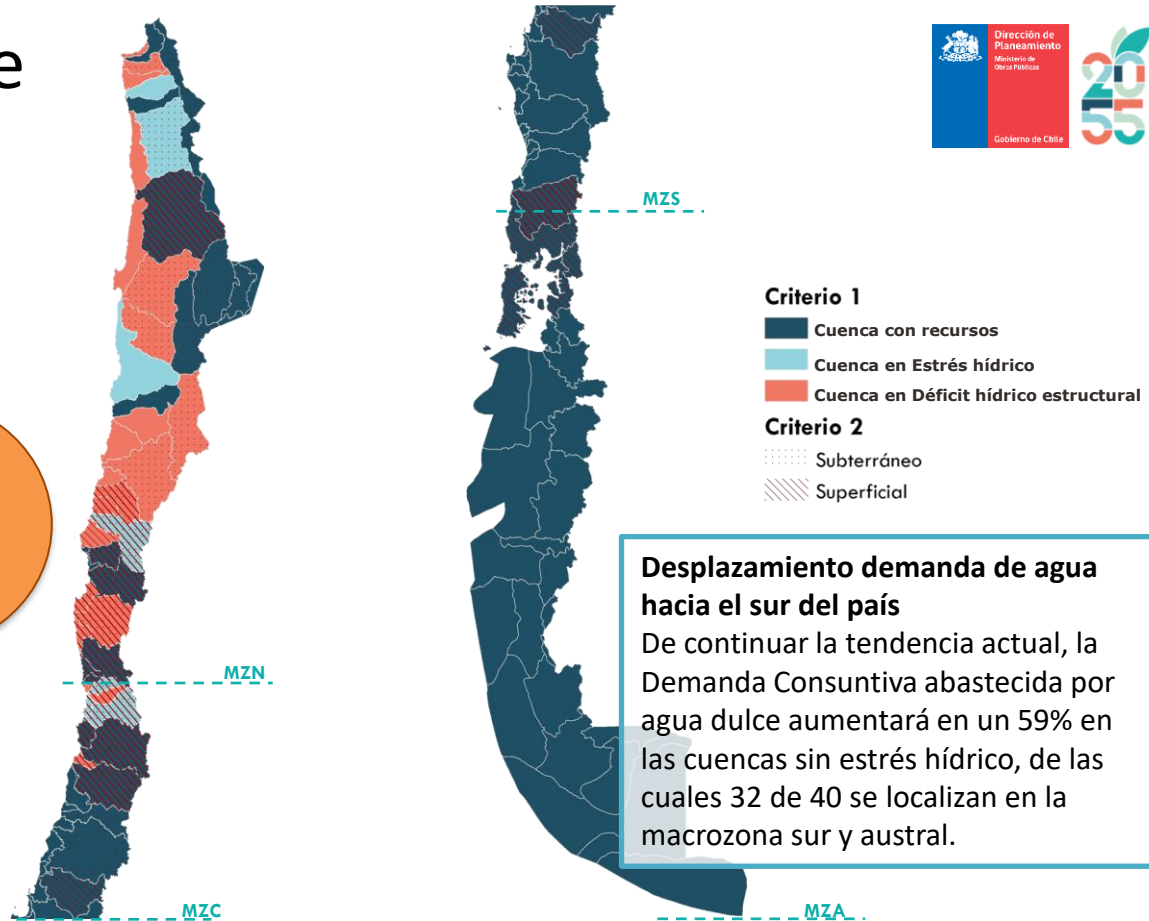 e
Dirección de
Planeamiento
Ministerio de
Obras Públicas
Gobierno de Chile
20
55
MZS
Criterio 1
Cuenca con recursos
Cuenca en Estrés hídrico
Cuenca en Déficit hídrico estructural
Criterio 2
Subterráneo
Superficial
Desplazamiento demanda de agua
hacia el sur del país
De continuar la tendencia actual, la
Demanda Consuntiva abastecida por
agua dulce aumentará en un 59% en
las cuencas sin estrés hídrico, de las
cuales 32 de 40 se localizan en la
macrozona sur y austral.
MZN
MZC
MZA